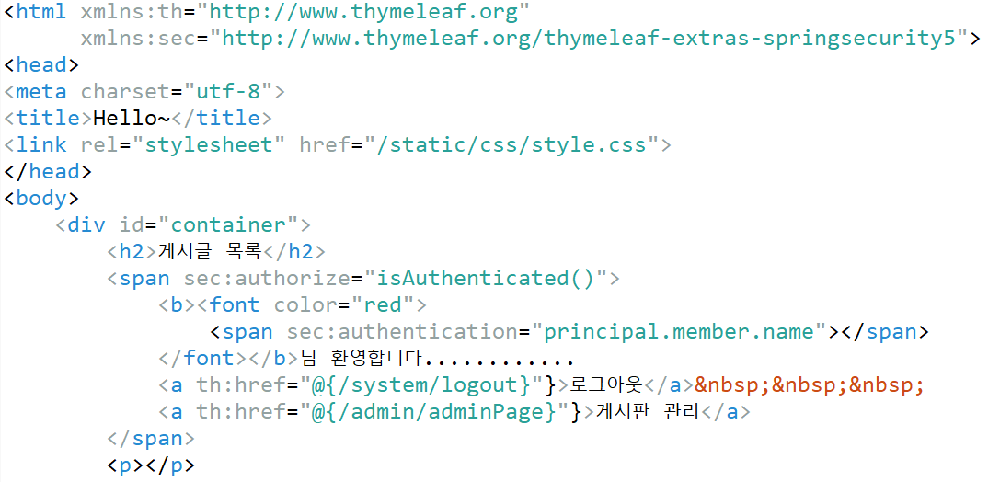 <html xmlns:th="http://www.thymeleaf.org"
      xmlns:sec="http://www.thymeleaf.org/thymeleaf-extras-springsecurity5">
<head>
<meta charset="utf-8">
<title>Hello~</title>
<link rel="stylesheet" href="/static/css/style.css">
</head>
<body>
    <div id="container">
        <h2>게시글 목록</h2>
        <span sec:authorize="isAuthenticated()">
            <b><font color="red">
                <span sec:authentication="principal.member.name"></span>
            </font></b>님 환영합니다............
            <a th:href="@{/system/logout}"}>로그아웃</a>&nbsp;&nbsp;&nbsp;
            <a th:href="@{/admin/adminPage}"}>게시판 관리</a>
        </span>
        <p></p>